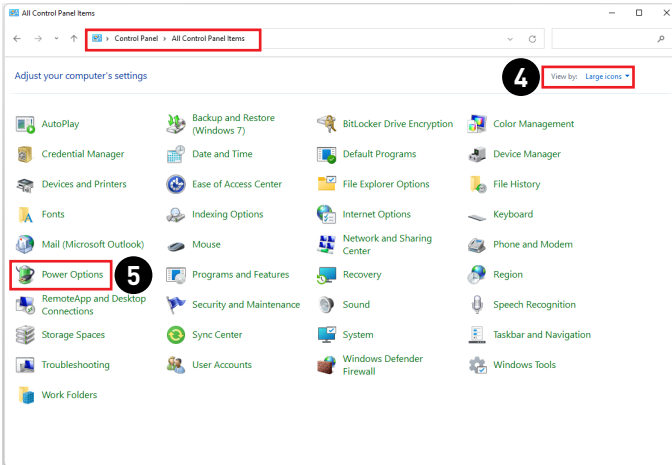 All Control Panel Items
Control Panel > All Control Panel Items
Adjust your computer's settings
4
View by: Large icons
AutoPlay
Backup and Restore
(Windows 7)
BitLocker Drive Encryption
Color Management
Credential Manager
Date and Time
Default Programs
Device Manager
Devices and Printers
Ease of Access Center
File Explorer Options
File History
Fonts
Indexing Options
Internet Options
Keyboard
Mail (Microsoft Outlook)
Mouse
Network and Sharing
Center
Phone and Modem
Power Options
5
Programs and Features
Recovery
Region
RemoteApp and Desktop
Connections
Security and Maintenance
Sound
Speech Recognition
Storage Spaces
Sync Center
System
Taskbar and Navigation
Troubleshooting
User Accounts
Windows Defender
Firewall
Windows Tools
Work Folders